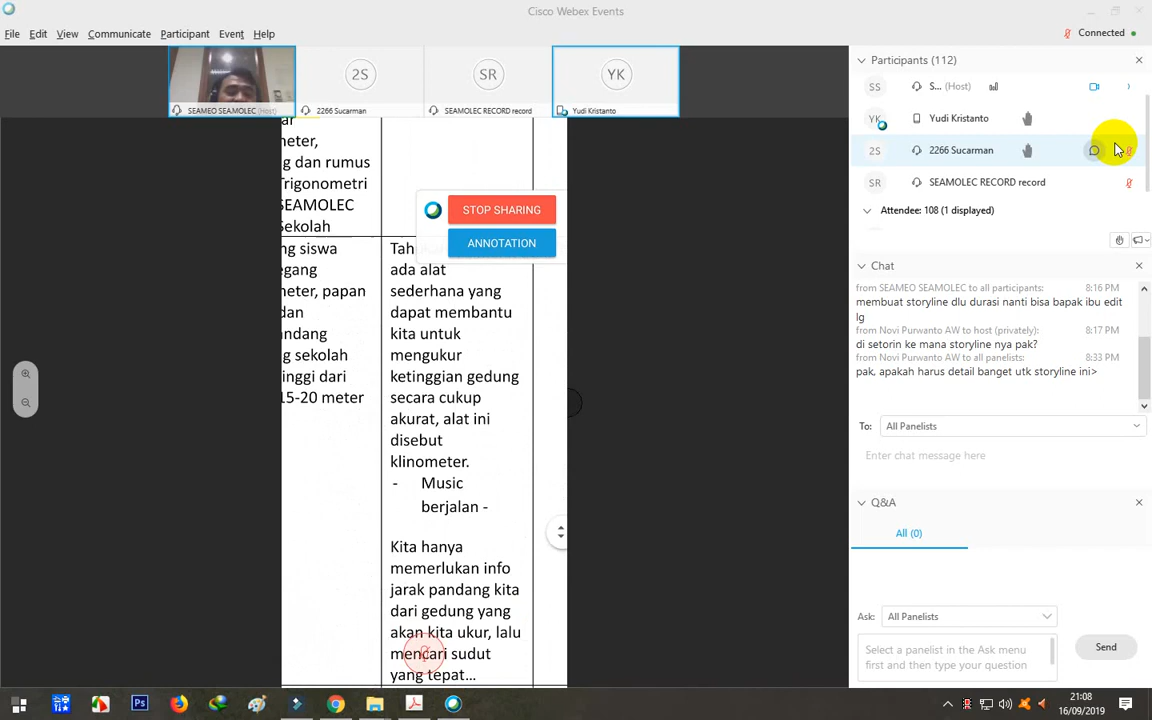 Cisco Webex Events
File Edit View Communicate Participant Event Help
Connected
SEAMEO SEAMOLEC (Host)
2S
2266 Sucarman
SR
SEAMOLEC RECORD record
YK
Yudi Kristanto
meter,
g dan rumus
Trigonometri
SEAMOLEC
Sekolah
ng siswa
egang
meter, papan
dan
andang
g sekolah
inggi dari
15-20 meter
STOP SHARING
ANNOTATION
Tah
ada alat
sederhana yang
dapat membantu
kita untuk
mengukur
ketinggian gedung
secara cukup
akurat, alat ini
disebut
klinometer.
- Music
berjalan -
Kita hanya
memerlukan info
jarak pandang kita
dari gedung yang
akan kita ukur, lalu
mencari sudut
yang tepat...
Participants (112)
SS S... (Host)
YK Yudi Kristanto
2S 2266 Sucarman
SR SEAMOLEC RECORD record
Attendee: 108 (1 displayed)
Chat
from SEAMEO SEAMOLEC to all participants: 8:16 PM
membuat storyline dlu durasi nanti bisa bapak ibu edit
lg
from Novi Purwanto AW to host (privately): 8:17 PM
di setorin ke mana storyline nya pak?
from Novi Purwanto AW to all panelists: 8:33 PM
pak, apakah harus detail banget utk storyline ini>
To: All Panelists
Enter chat message here
Q&A
All (0)
Ask: All Panelists
Select a panelist in the Ask menu
first and then type your question
Send
Ps
21:08
16/09/2019